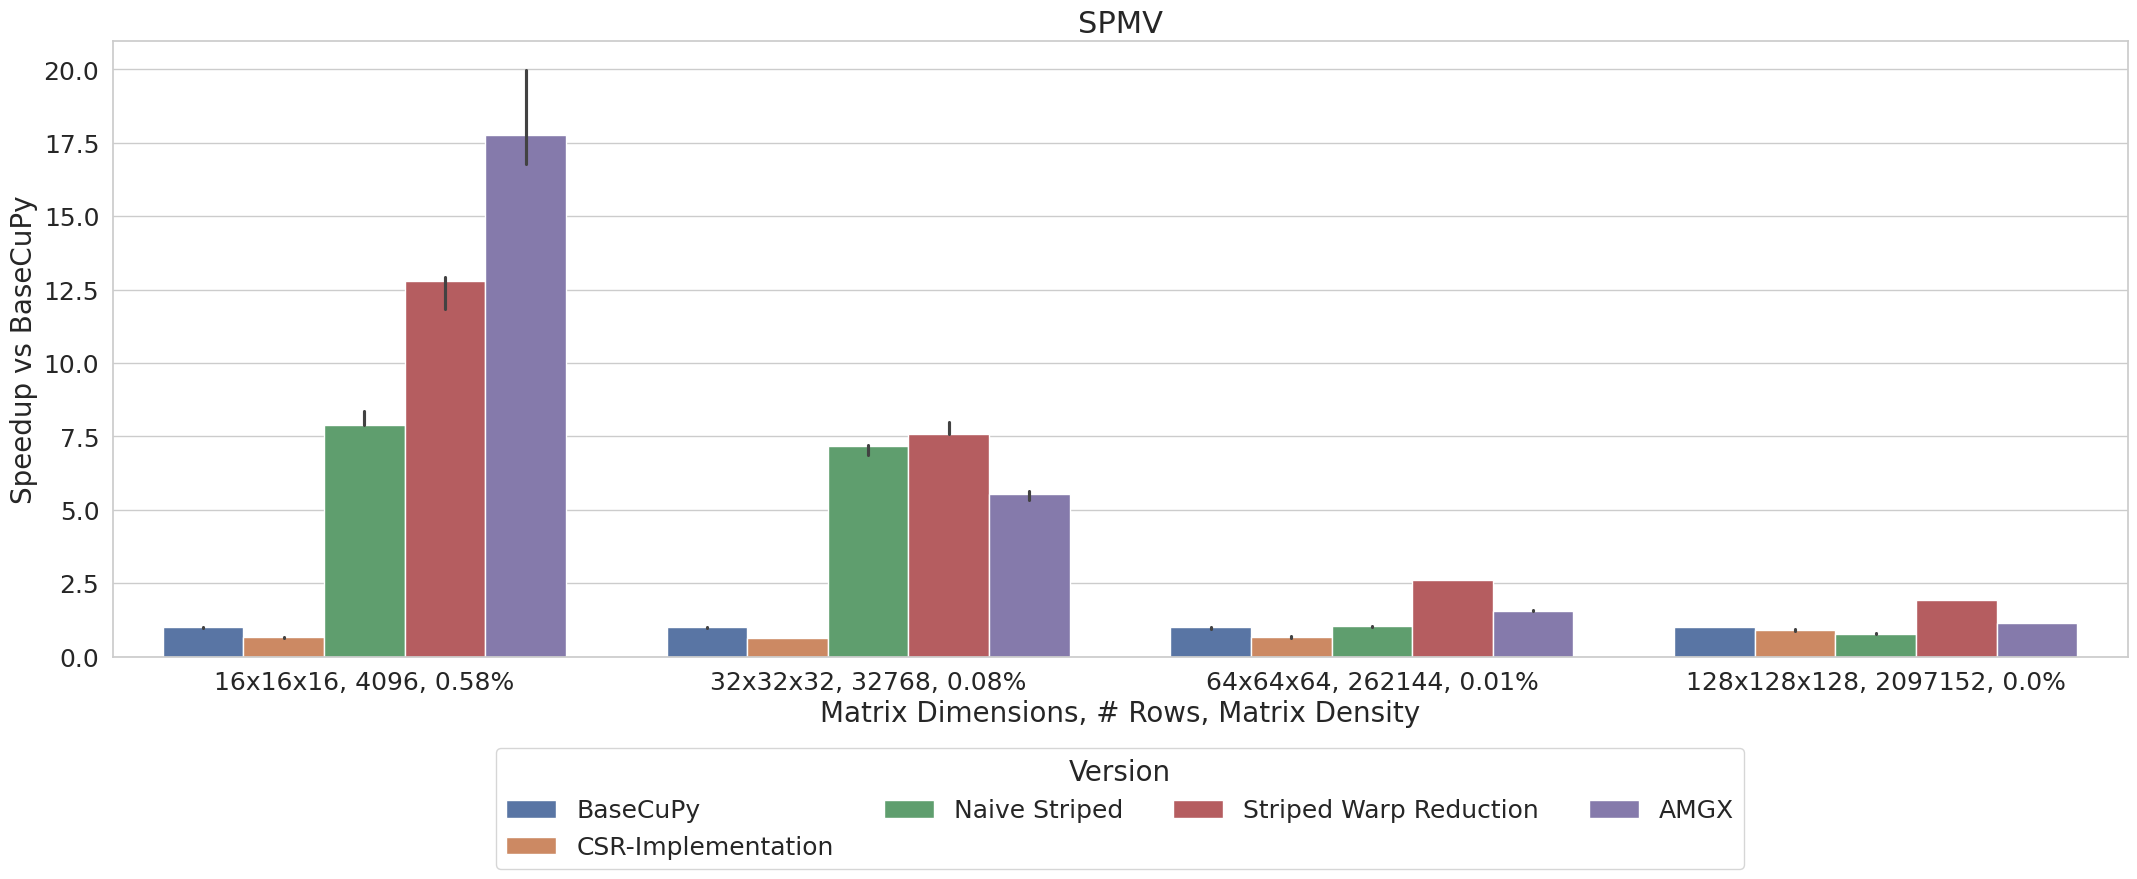 SPMV
Speedup vs BaseCuPy
20.0
17.5
15.0
12.5
10.0
7.5
5.0
2.5
0.0
16x16x16, 4096, 0.58%
32x32x32, 32768, 0.08%
64x64x64, 262144, 0.01%
128x128x128, 2097152, 0.0%
Matrix Dimensions, # Rows, Matrix Density
Version
BaseCuPy
CSR-Implementation
Naive Striped
Striped Warp Reduction
AMGX